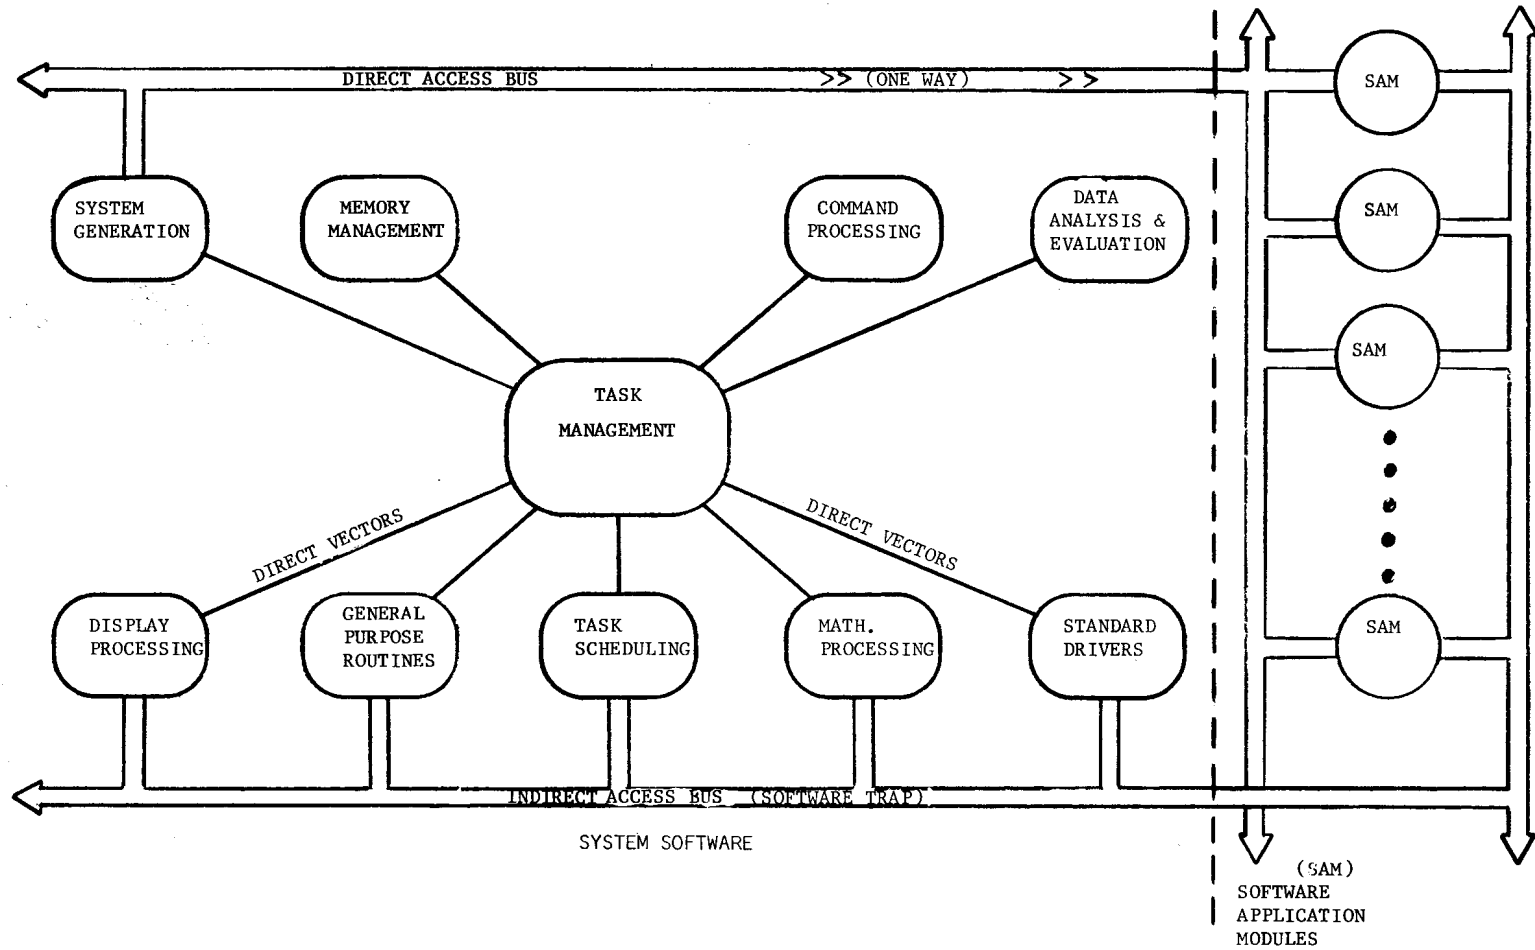 DIRECT ACCESS BUS >> (ONE WAY) >>
SAM
SYSTEM
GENERATION
MEMORY
MANAGEMENT
COMMAND
PROCESSING
DATA
ANALYSIS &
EVALUATION
SAM
SAM
TASK
MANAGEMENT
DIRECT VECTORS
DIRECT VECTORS
DISPLAY
PROCESSING
GENERAL
PURPOSE
ROUTINES
TASK
SCHEDULING
MATH.
PROCESSING
STANDARD
DRIVERS
SAM
INDIRECT ACCESS BUS (SOFTWARE TRAP)
SYSTEM SOFTWARE
(SAM)
SOFTWARE
APPLICATION
MODULES